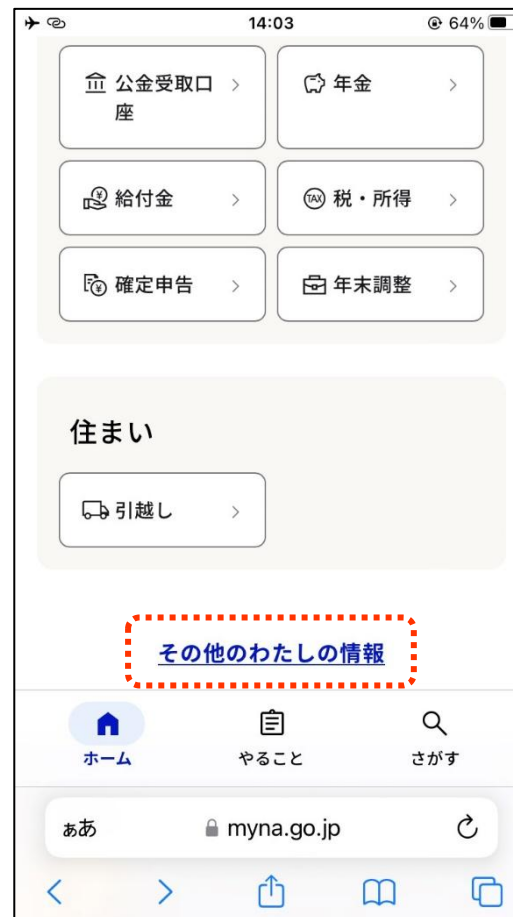 14:03
64%
公金受取口
座
年金
給付金
TAX 税・所得
確定申告
年末調整
住まい
引越し
その他のわたしの情報
ホーム
やること
さがす
ぁあ
myna.go.jp